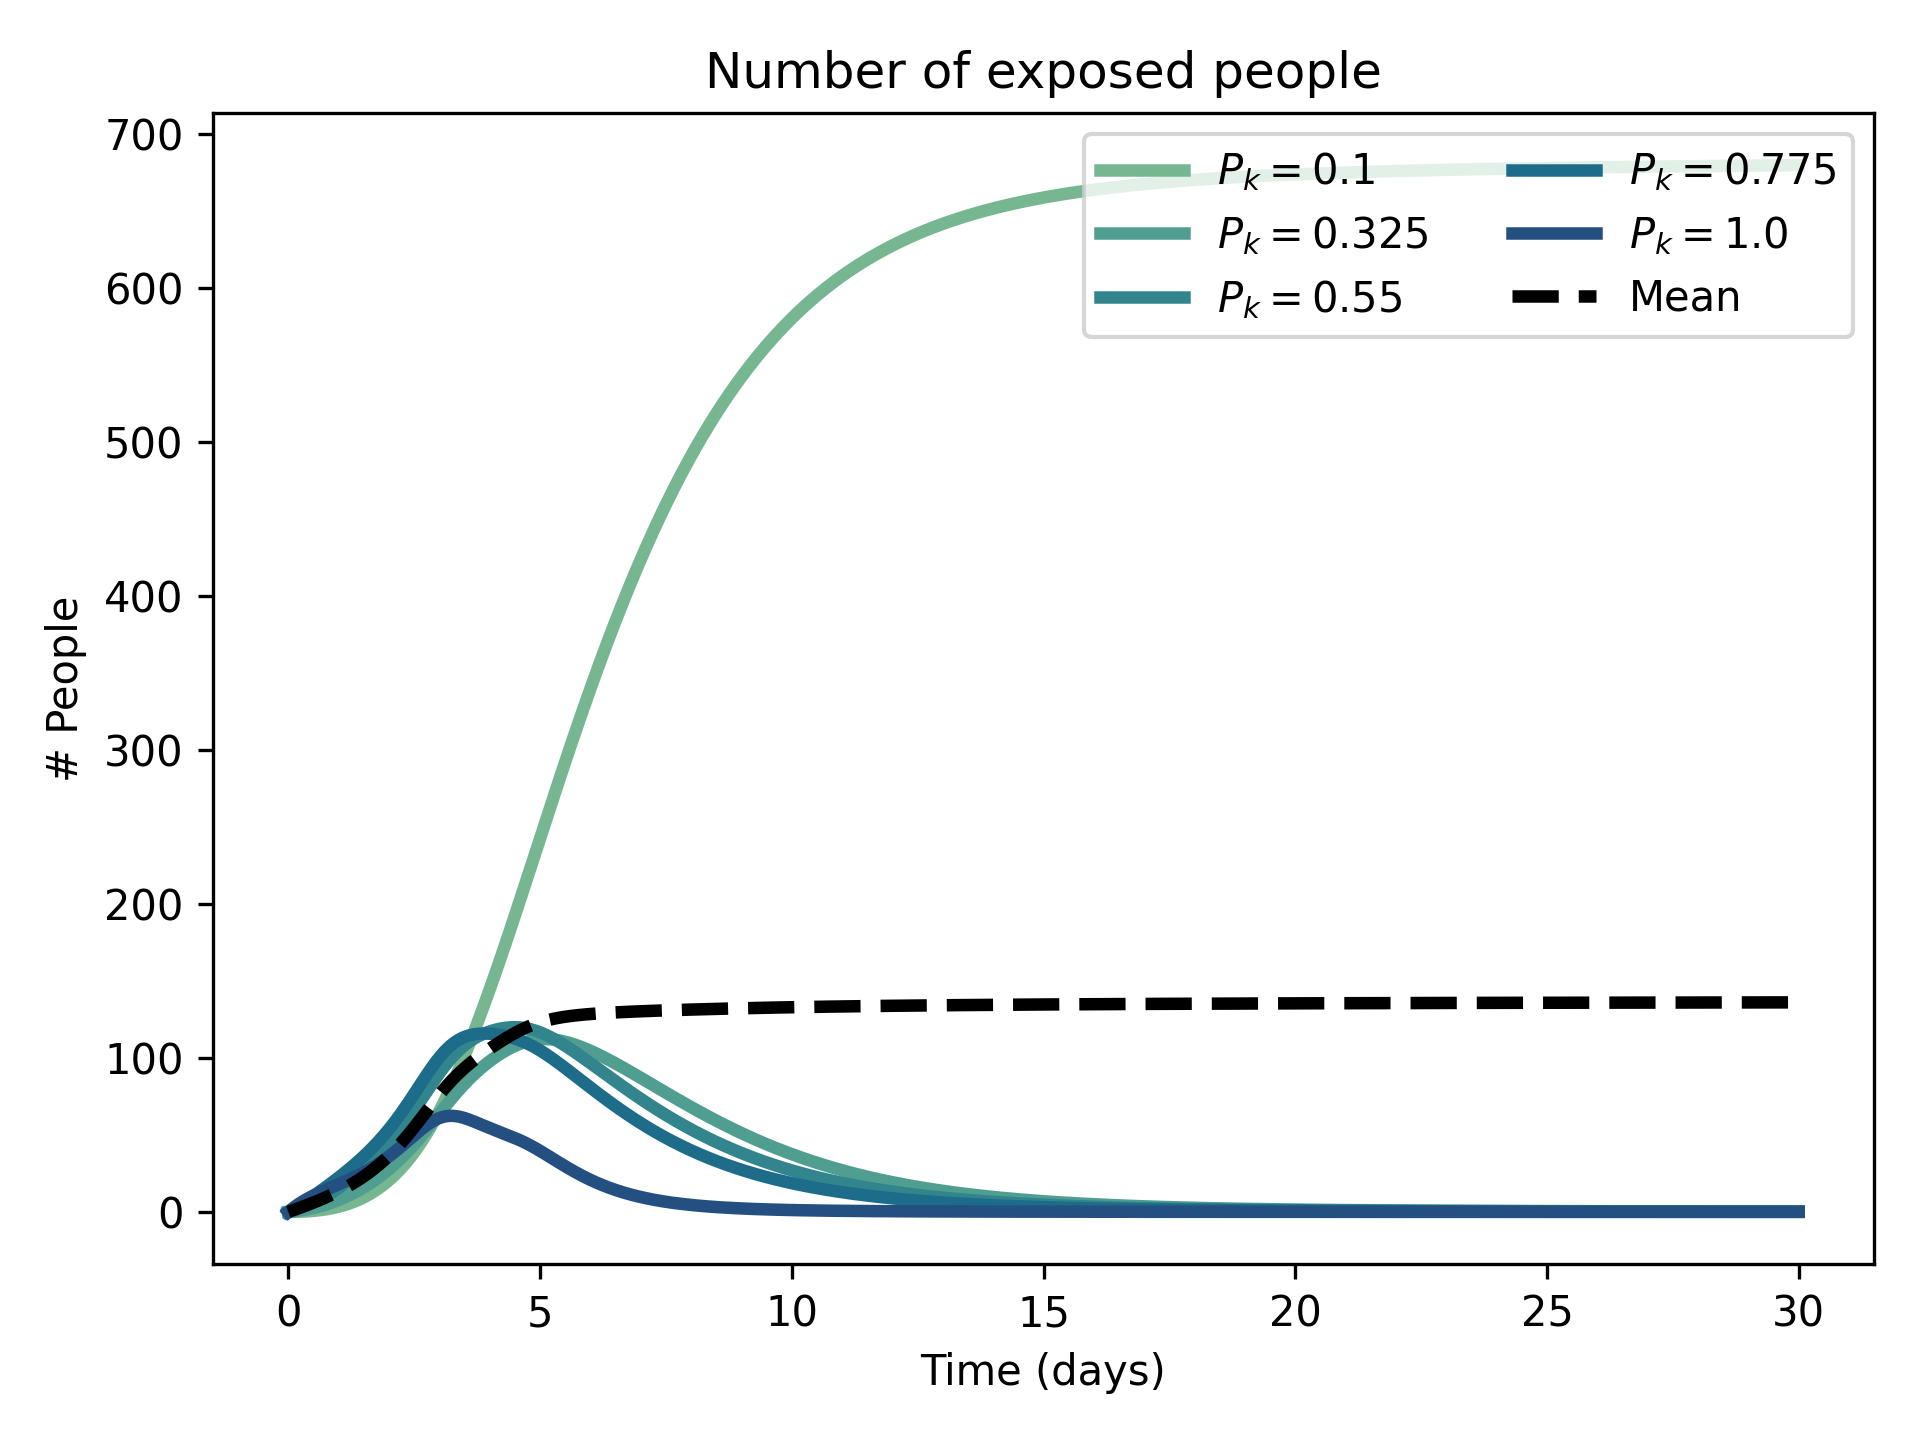 Number of exposed people
700
600
500
400
300
200
100
0
# People
P_k = 0.1
P_k = 0.325
P_k = 0.55
P_k = 0.775
P_k = 1.0
Mean
0 5 10 15 20 25 30
Time (days)